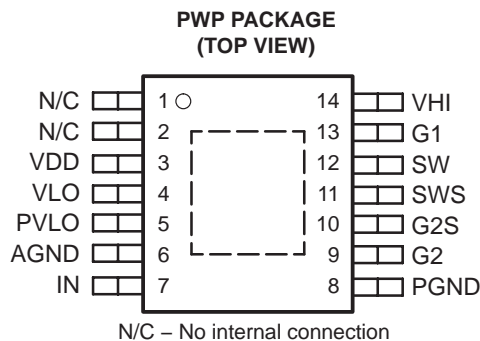 PWP PACKAGE
(TOP VIEW)
N/C 1 14 VHI
N/C 2 13 G1
VDD 3 12 SW
VLO 4 11 SWS
PVLO 5 10 G2S
AGND 6 9 G2
IN 7 8 PGND
N/C – No internal connection